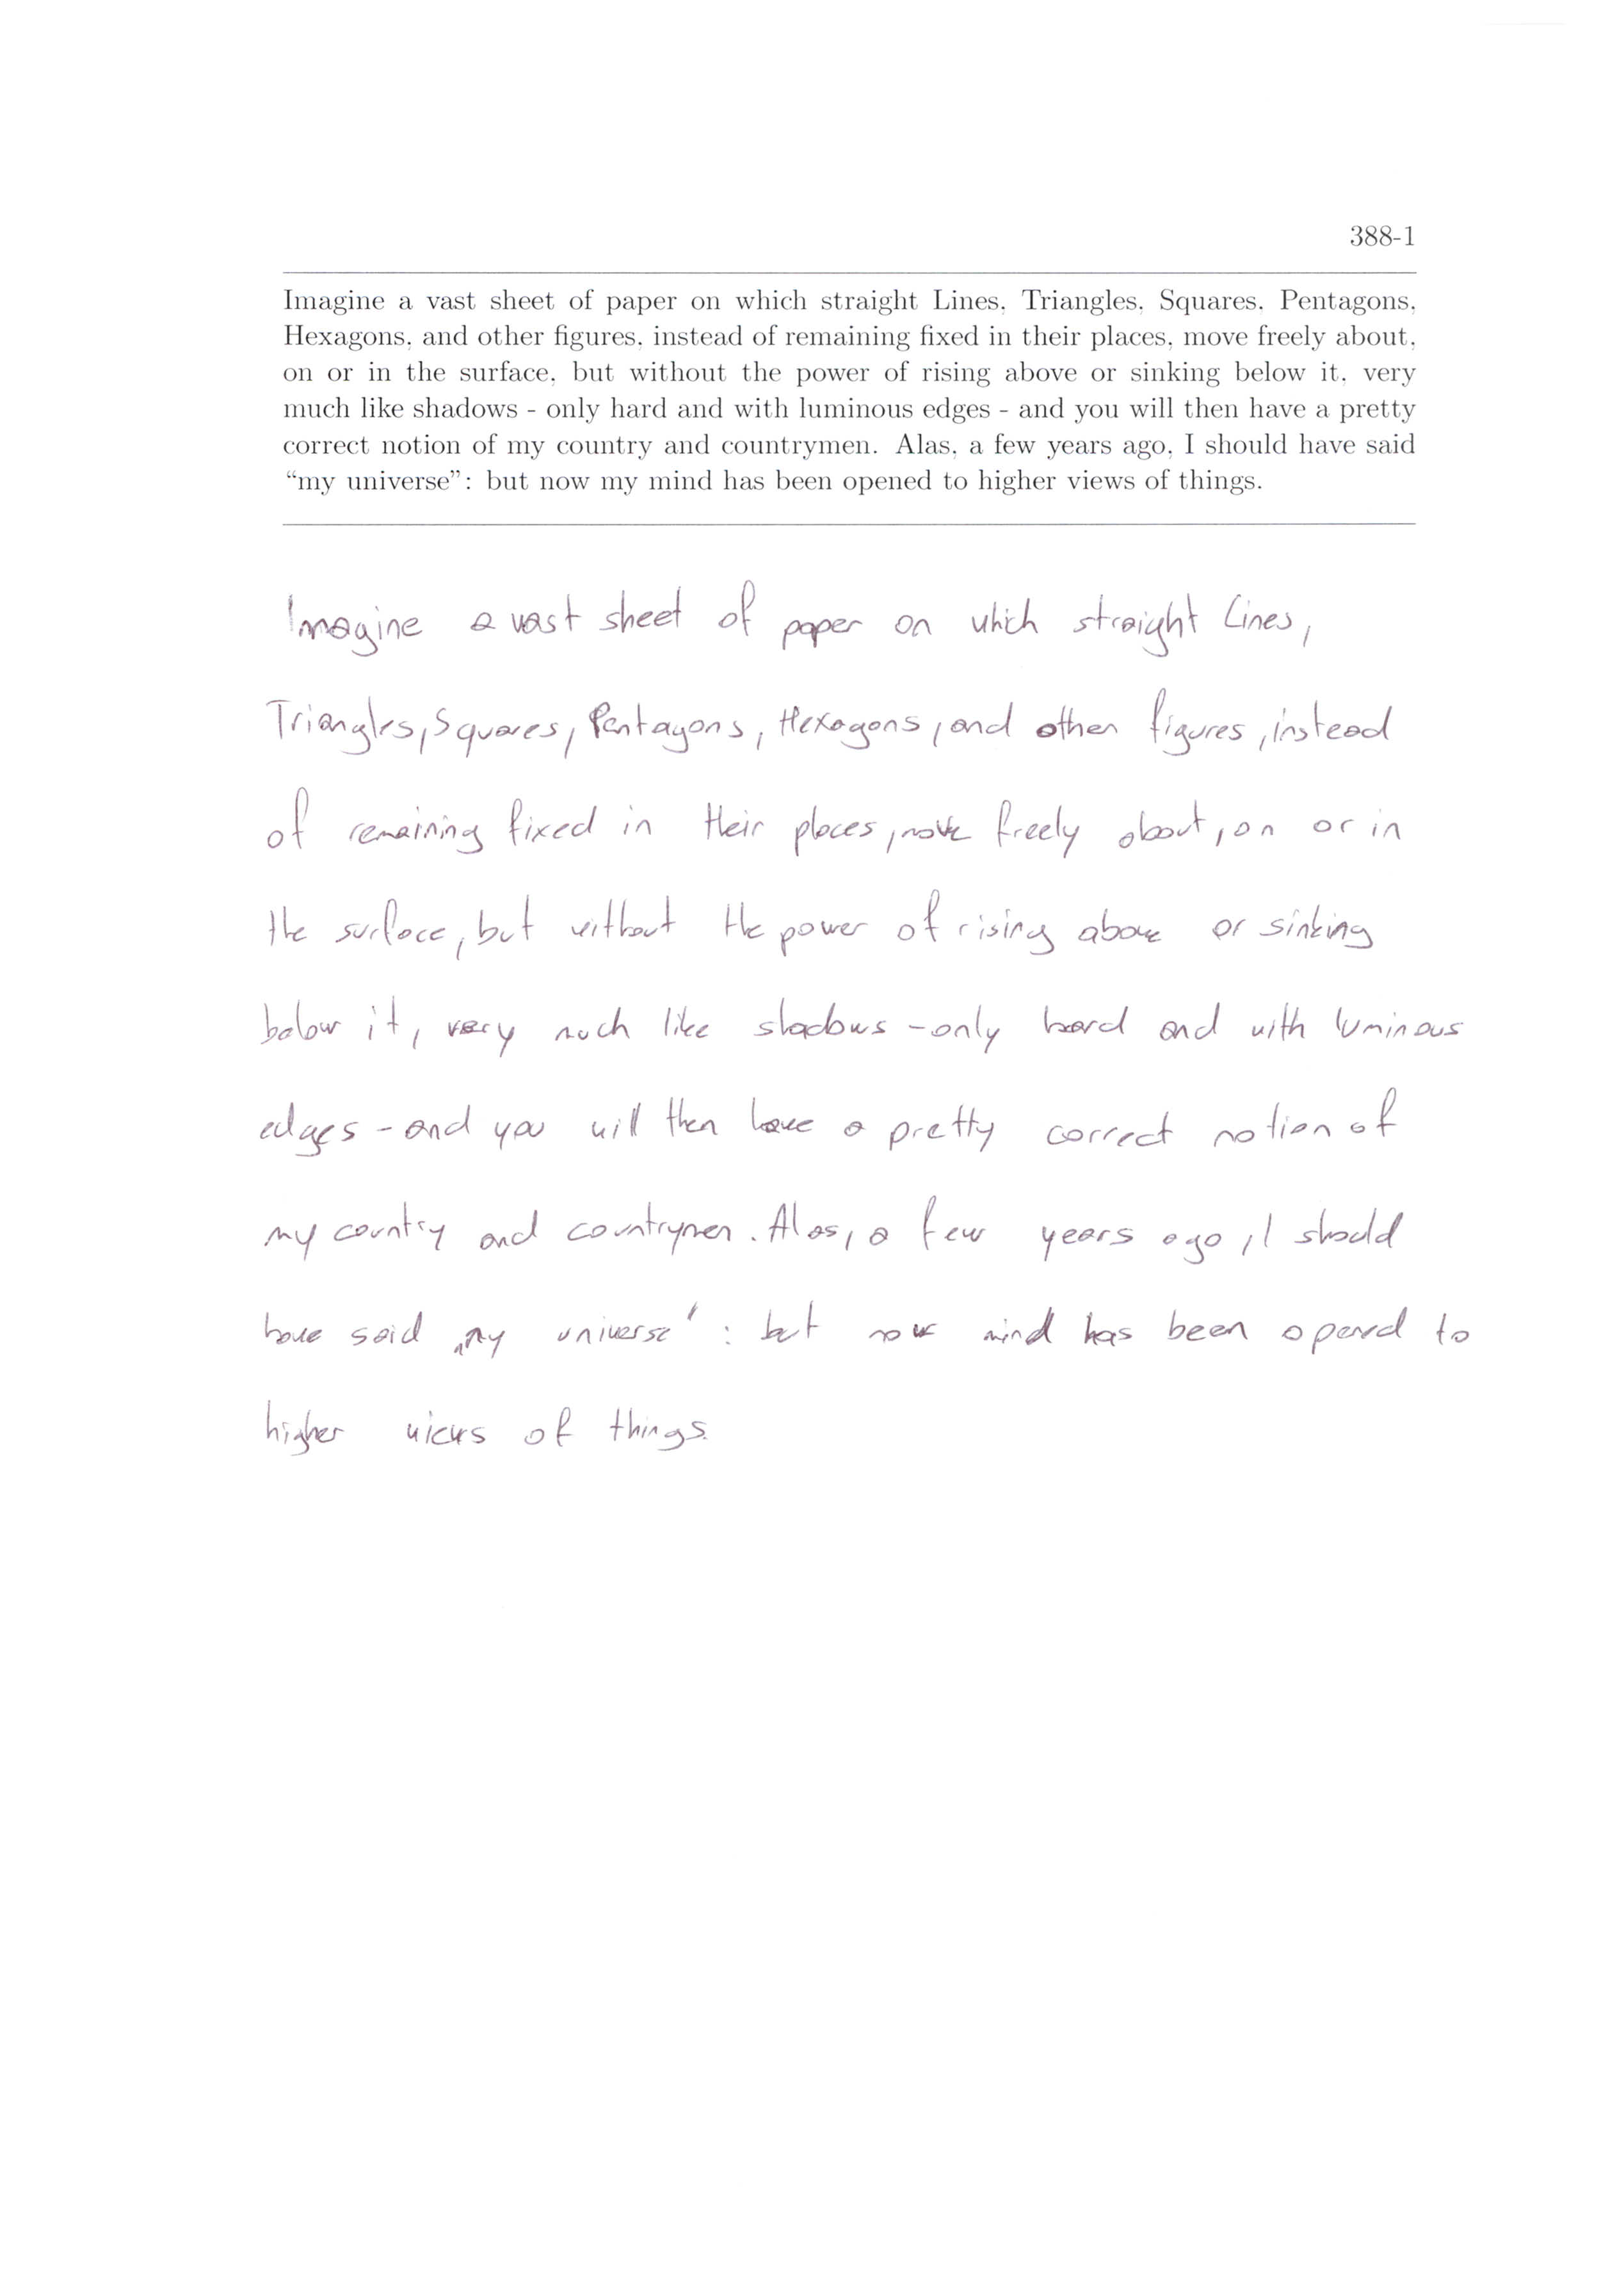 388-1
Imagine a vast sheet of paper on which straight Lines, Triangles, Squares, Pentagons,
Hexagons, and other figures, instead of remaining fixed in their places, move freely about,
on or in the surface, but without the power of rising above or sinking below it, very
much like shadows - only hard and with luminous edges - and you will then have a pretty
correct notion of my country and countrymen. Alas, a few years ago, I should have said
“my universe”: but now my mind has been opened to higher views of things.
Imagine a vast sheet of paper on which straight Lines,
Triangles, Squares, Pentagons, Hexagons, and other figures, instead
of remaining fixed in their places, move freely about, on or in
the surface, but without the power of rising above or sinking
below it, very much like shadows - only hard and with luminous
edges - and you will then have a pretty correct notion of
my country and countrymen. Alas, a few years ago, I should
have said „my universe": but now mind has been opened to
higher views of things.